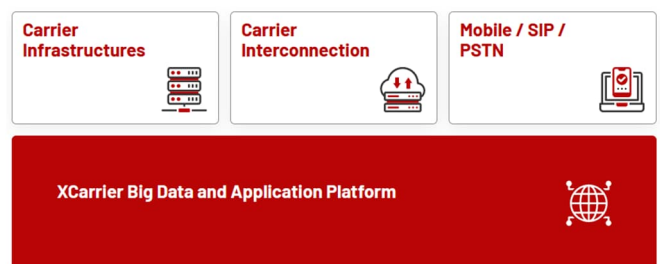 Carrier
Infrastructures
Carrier
Interconnection
Mobile / SIP /
PSTN
XCarrier Big Data and Application Platform